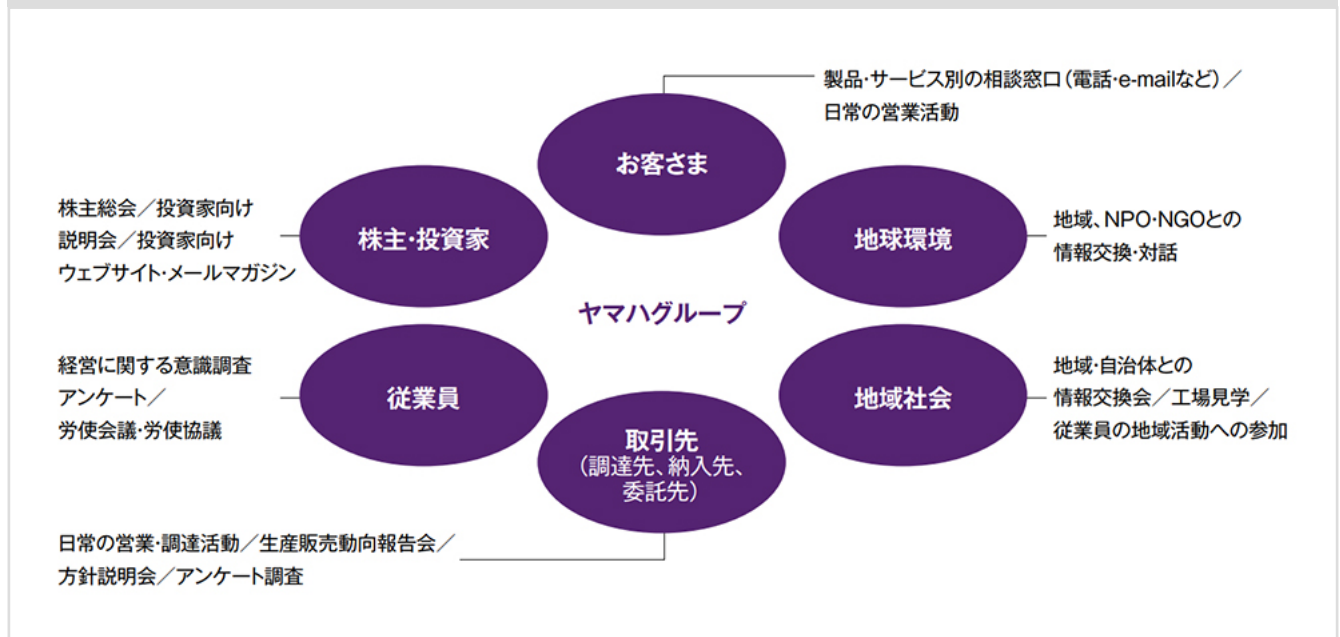 製品・サービス別の相談窓口（電話・e-mailなど）／
日常の営業活動
お客さま
株主総会／投資家向け
説明会／投資家向け
ウェブサイト・メールマガジン
株主・投資家
地球環境
地域、NPO・NGOとの
情報交換・対話
ヤマハグループ
経営に関する意識調査
アンケート／
労使会議・労使協議
従業員
地域社会
地域・自治体との
情報交換会／工場見学／
従業員の地域活動への参加
取引先
（調達先、納入先、
委託先）
日常の営業・調達活動／生産販売動向報告会／
方針説明会／アンケート調査